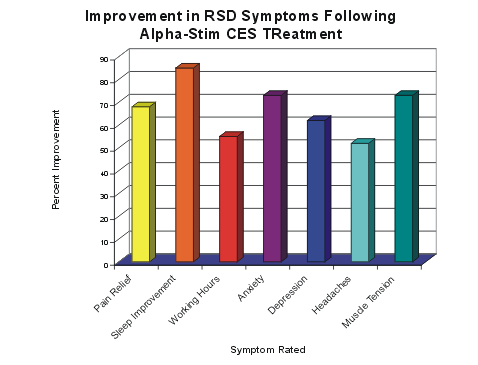 Improvement in RSD Symptoms Following
Alpha-Stim CES TReatment
Percent Improvement
90
80
70
60
50
40
30
20
10
0
Pain Relief
Sleep Improvement
Working Hours
Anxiety
Depression
Headaches
Muscle Tension
Symptom Rated